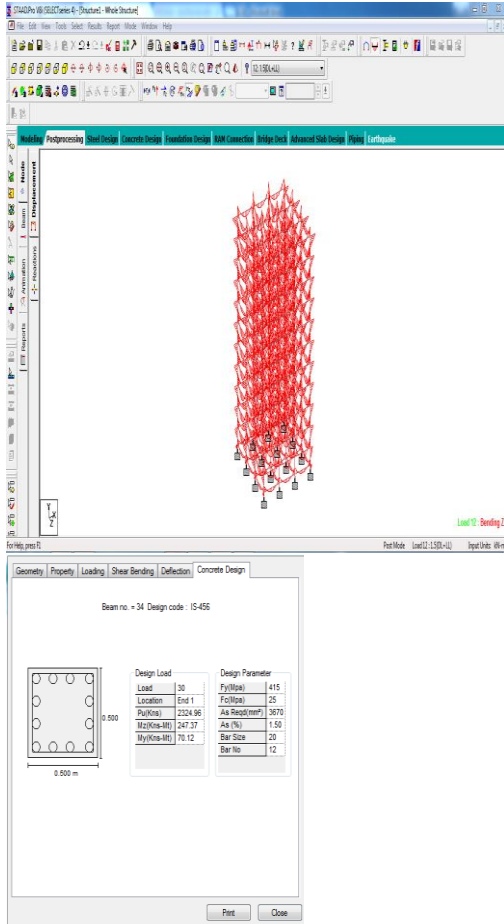 STAAD.Pro V8i (SELECTseries 4) - [Structure1 - Whole Structure]
File Edit View Tools Select Results Report Mode Window Help
12:1.5(DL+LL)
Modeling Postprocessing Steel Design Concrete Design Foundation Design RAM Connection Bridge Deck Advanced Slab Design Piping Earthquake
Node
Displacement
Beam
Reactions
Animation
Reports
Y
X
Z
Load 12 : Bending Z
For Help, press F1
Post Mode Load 12 : 1.5(DL+LL) Input Units: kN-m
Geometry Property Loading Shear Bending Deflection Concrete Design
Beam no. = 34 Design code : IS-456
0.500
0.500 m
Design Load
Load 30
Location End 1
Pu(Kns) 2324.96
Mz(Kns-Mt) 247.37
My(Kns-Mt) 70.12
Design Parameter
Fy(Mpa) 415
Fc(Mpa) 25
As Reqd(mm²) 3670
As (%) 1.50
Bar Size 20
Bar No 12
Print Close